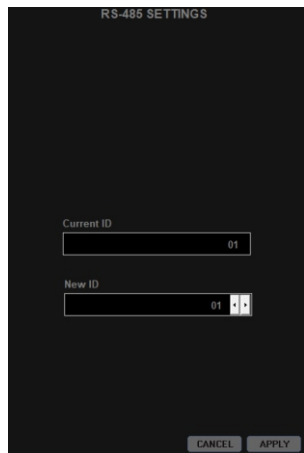 RS-485 SETTINGS
Current ID
01
New ID
01
CANCEL APPLY